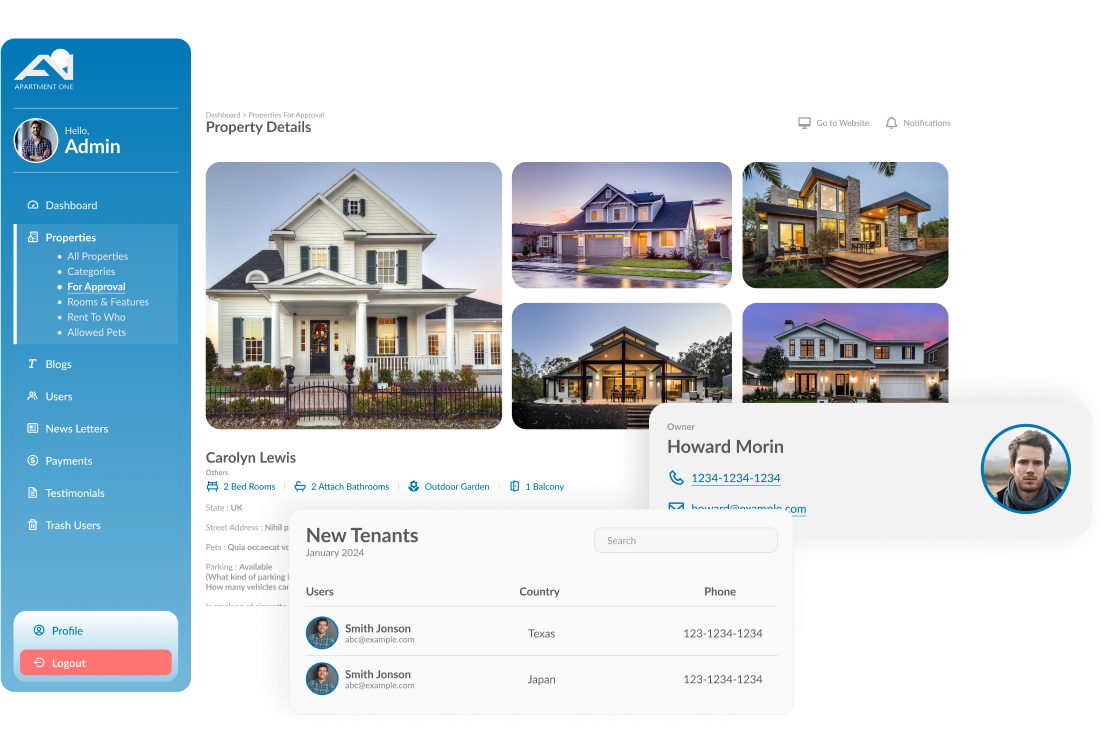 APARTMENT ONE
Hello,
Admin
Dashboard
Properties
All Properties
Categories
For Approval
Rooms & Features
Rent To Who
Allowed Pets
Blogs
Users
News Letters
Payments
Testimonials
Trash Users
Profile
Logout
Dashboard > Properties For Approval
Property Details
Go to Website
Notifications
Carolyn Lewis
Others
2 Bed Rooms
2 Attach Bathrooms
Outdoor Garden
1 Balcony
State : UK
Street Address : Nihil p
Pets : Quia occaecat vo
Parking : Available
(What kind of parking i
How many vehicles car
Owner
Howard Morin
1234-1234-1234
howard@example.com
New Tenants
January 2024
Search
Users Country Phone
Smith Jonson
abc@example.com
Texas
123-1234-1234
Smith Jonson
abc@example.com
Japan
123-1234-1234